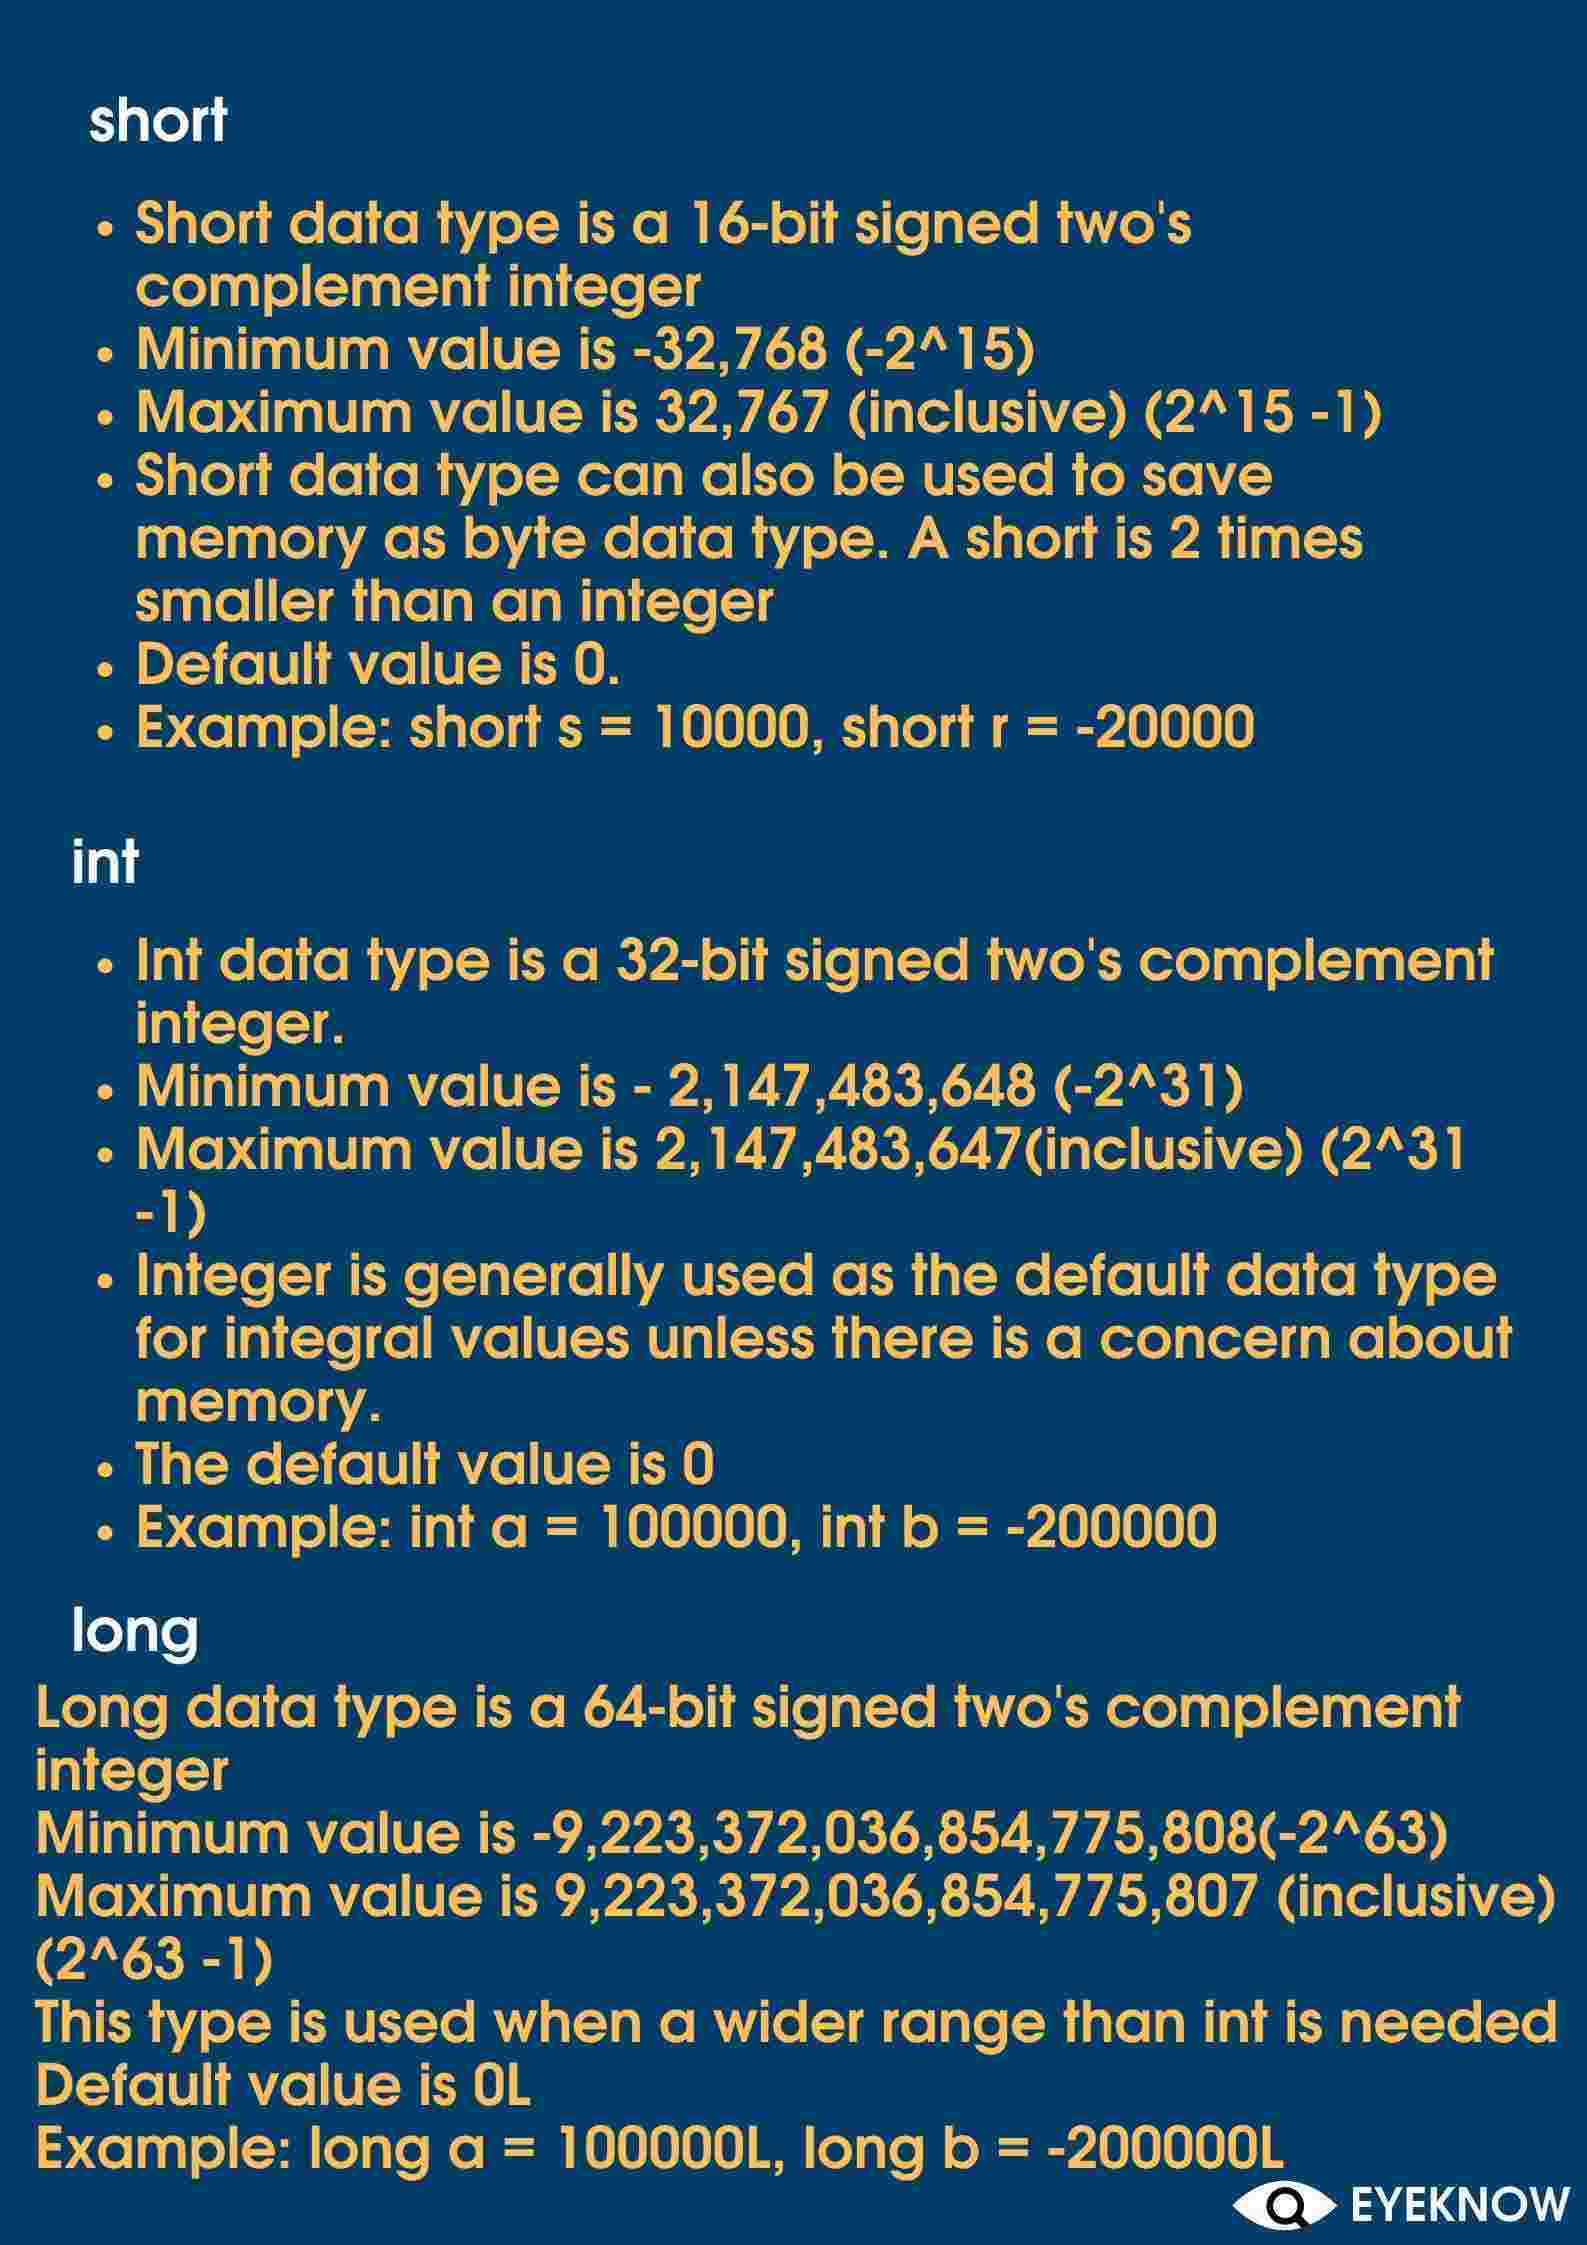 short
• Short data type is a 16-bit signed two's
complement integer
• Minimum value is -32,768 (-2^15)
• Maximum value is 32,767 (inclusive) (2^15 -1)
• Short data type can also be used to save
memory as byte data type. A short is 2 times
smaller than an integer
• Default value is 0.
• Example: short s = 10000, short r = -20000
int
• Int data type is a 32-bit signed two's complement
integer.
• Minimum value is - 2,147,483,648 (-2^31)
• Maximum value is 2,147,483,647(inclusive) (2^31
-1)
• Integer is generally used as the default data type
for integral values unless there is a concern about
memory.
• The default value is 0
• Example: int a = 100000, int b = -200000
long
Long data type is a 64-bit signed two's complement
integer
Minimum value is -9,223,372,036,854,775,808(-2^63)
Maximum value is 9,223,372,036,854,775,807 (inclusive)
(2^63 -1)
This type is used when a wider range than int is needed
Default value is 0L
Example: long a = 100000L, long b = -200000L
EYEKNOW